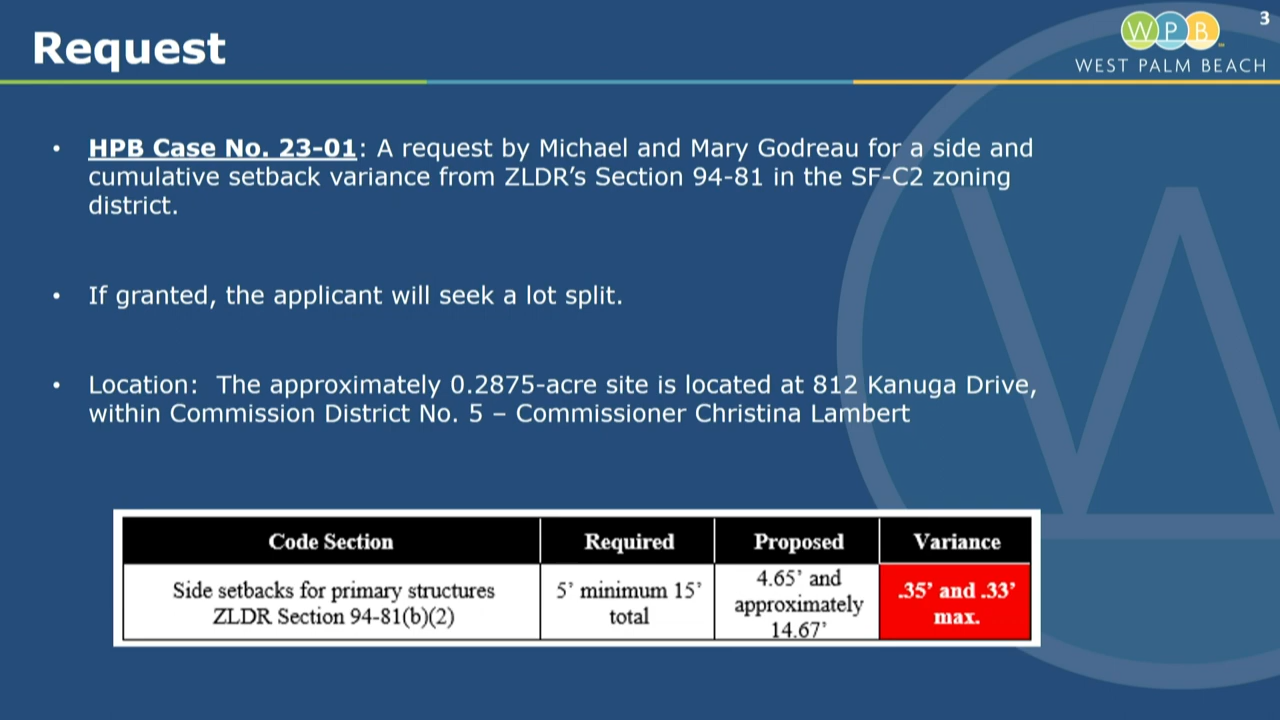 3
Request
WPB
WEST PALM BEACH
• HPB Case No. 23-01: A request by Michael and Mary Godreau for a side and
cumulative setback variance from ZLDR’s Section 94-81 in the SF-C2 zoning
district.
• If granted, the applicant will seek a lot split.
• Location:  The approximately 0.2875-acre site is located at 812 Kanuga Drive,
within Commission District No. 5 – Commissioner Christina Lambert
Code Section Required Proposed Variance
Side setbacks for primary structures
ZLDR Section 94-81(b)(2)
5’ minimum 15’
total
4.65’ and
approximately
14.67’
.35’ and .33’
max.